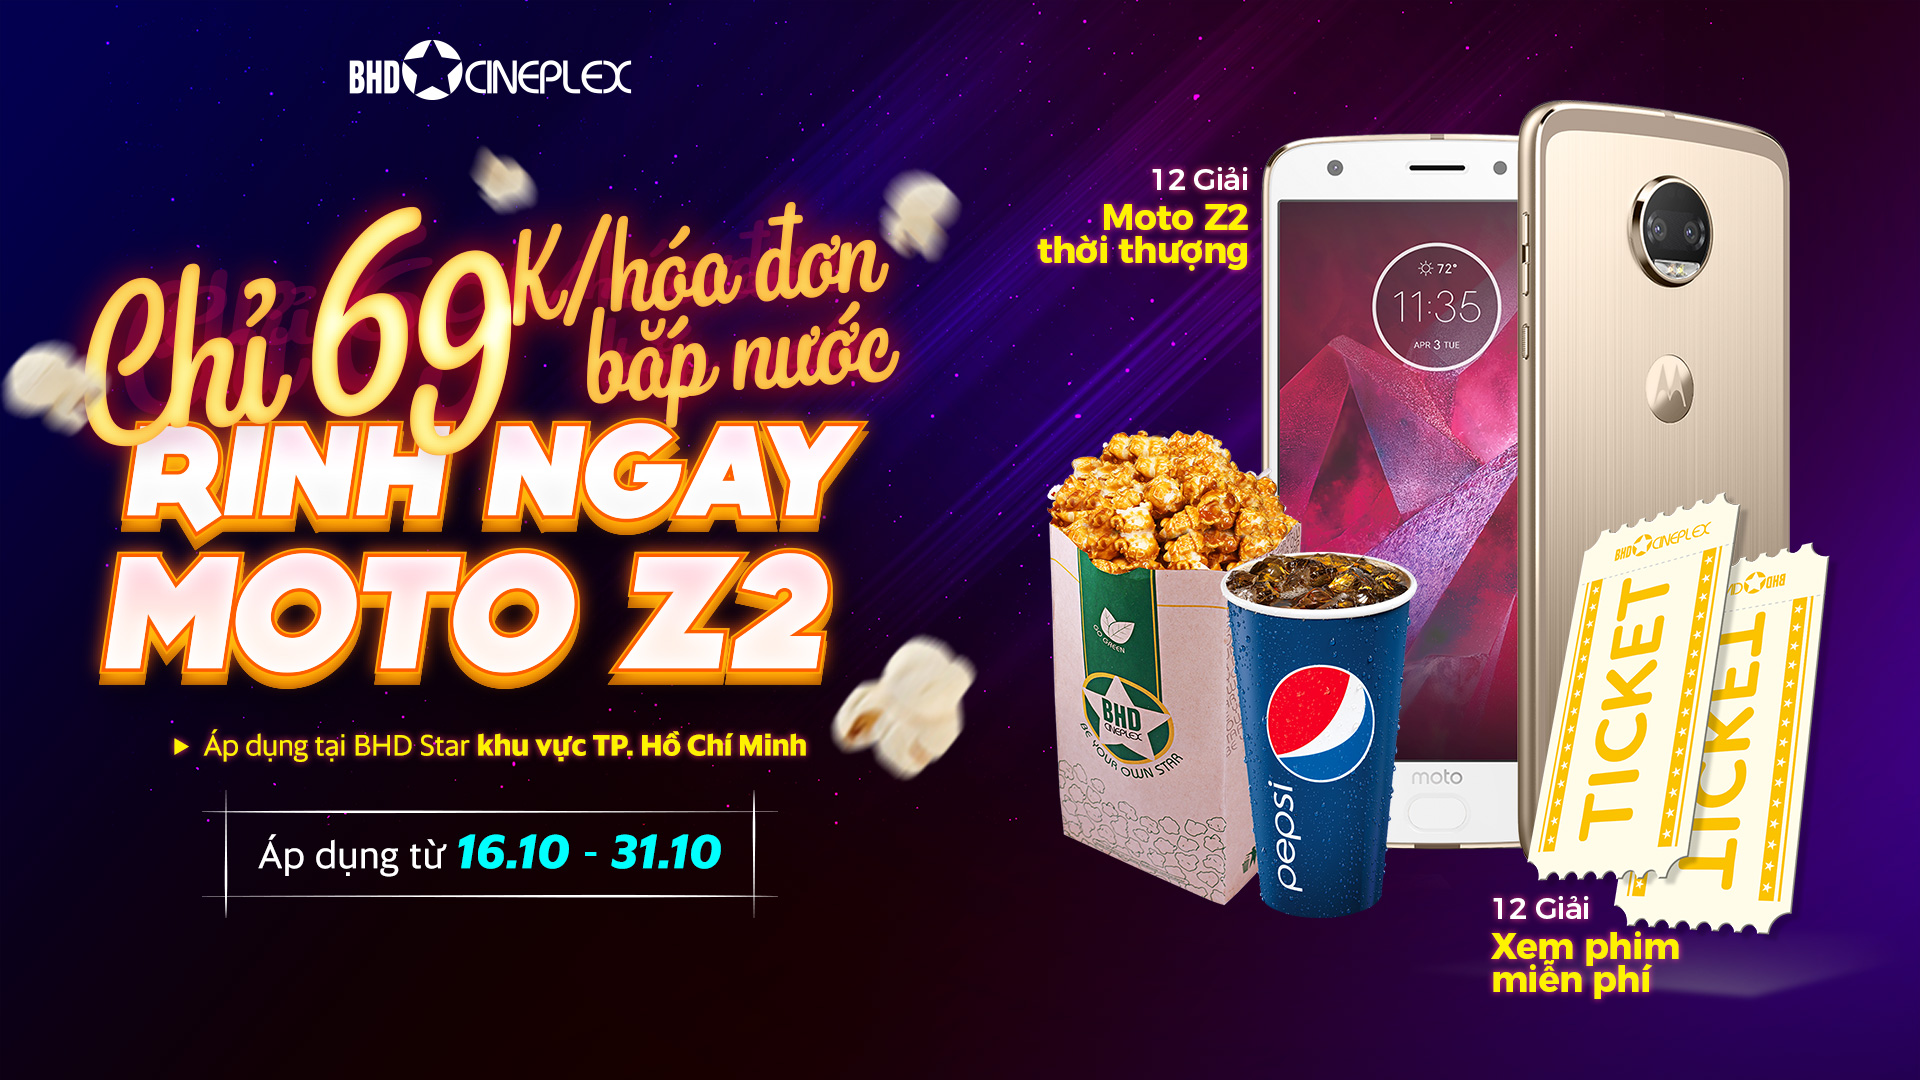 BHD CINEPLEX
Chỉ 69K/hóa đơn
bắp nước
RINH NGAY
MOTO Z2
Áp dụng tại BHD Star khu vực TP. Hồ Chí Minh
Áp dụng từ 16.10 - 31.10
12 Giải
Moto Z2
thời thượng
72°
11:35
APR 3 TUE
moto
GO GREEN
BHD
CINEPLEX
BE YOUR OWN STAR
pepsi
BHD CINEPLEX
TICKET
BHD
TICKET
12 Giải
Xem phim
miễn phí